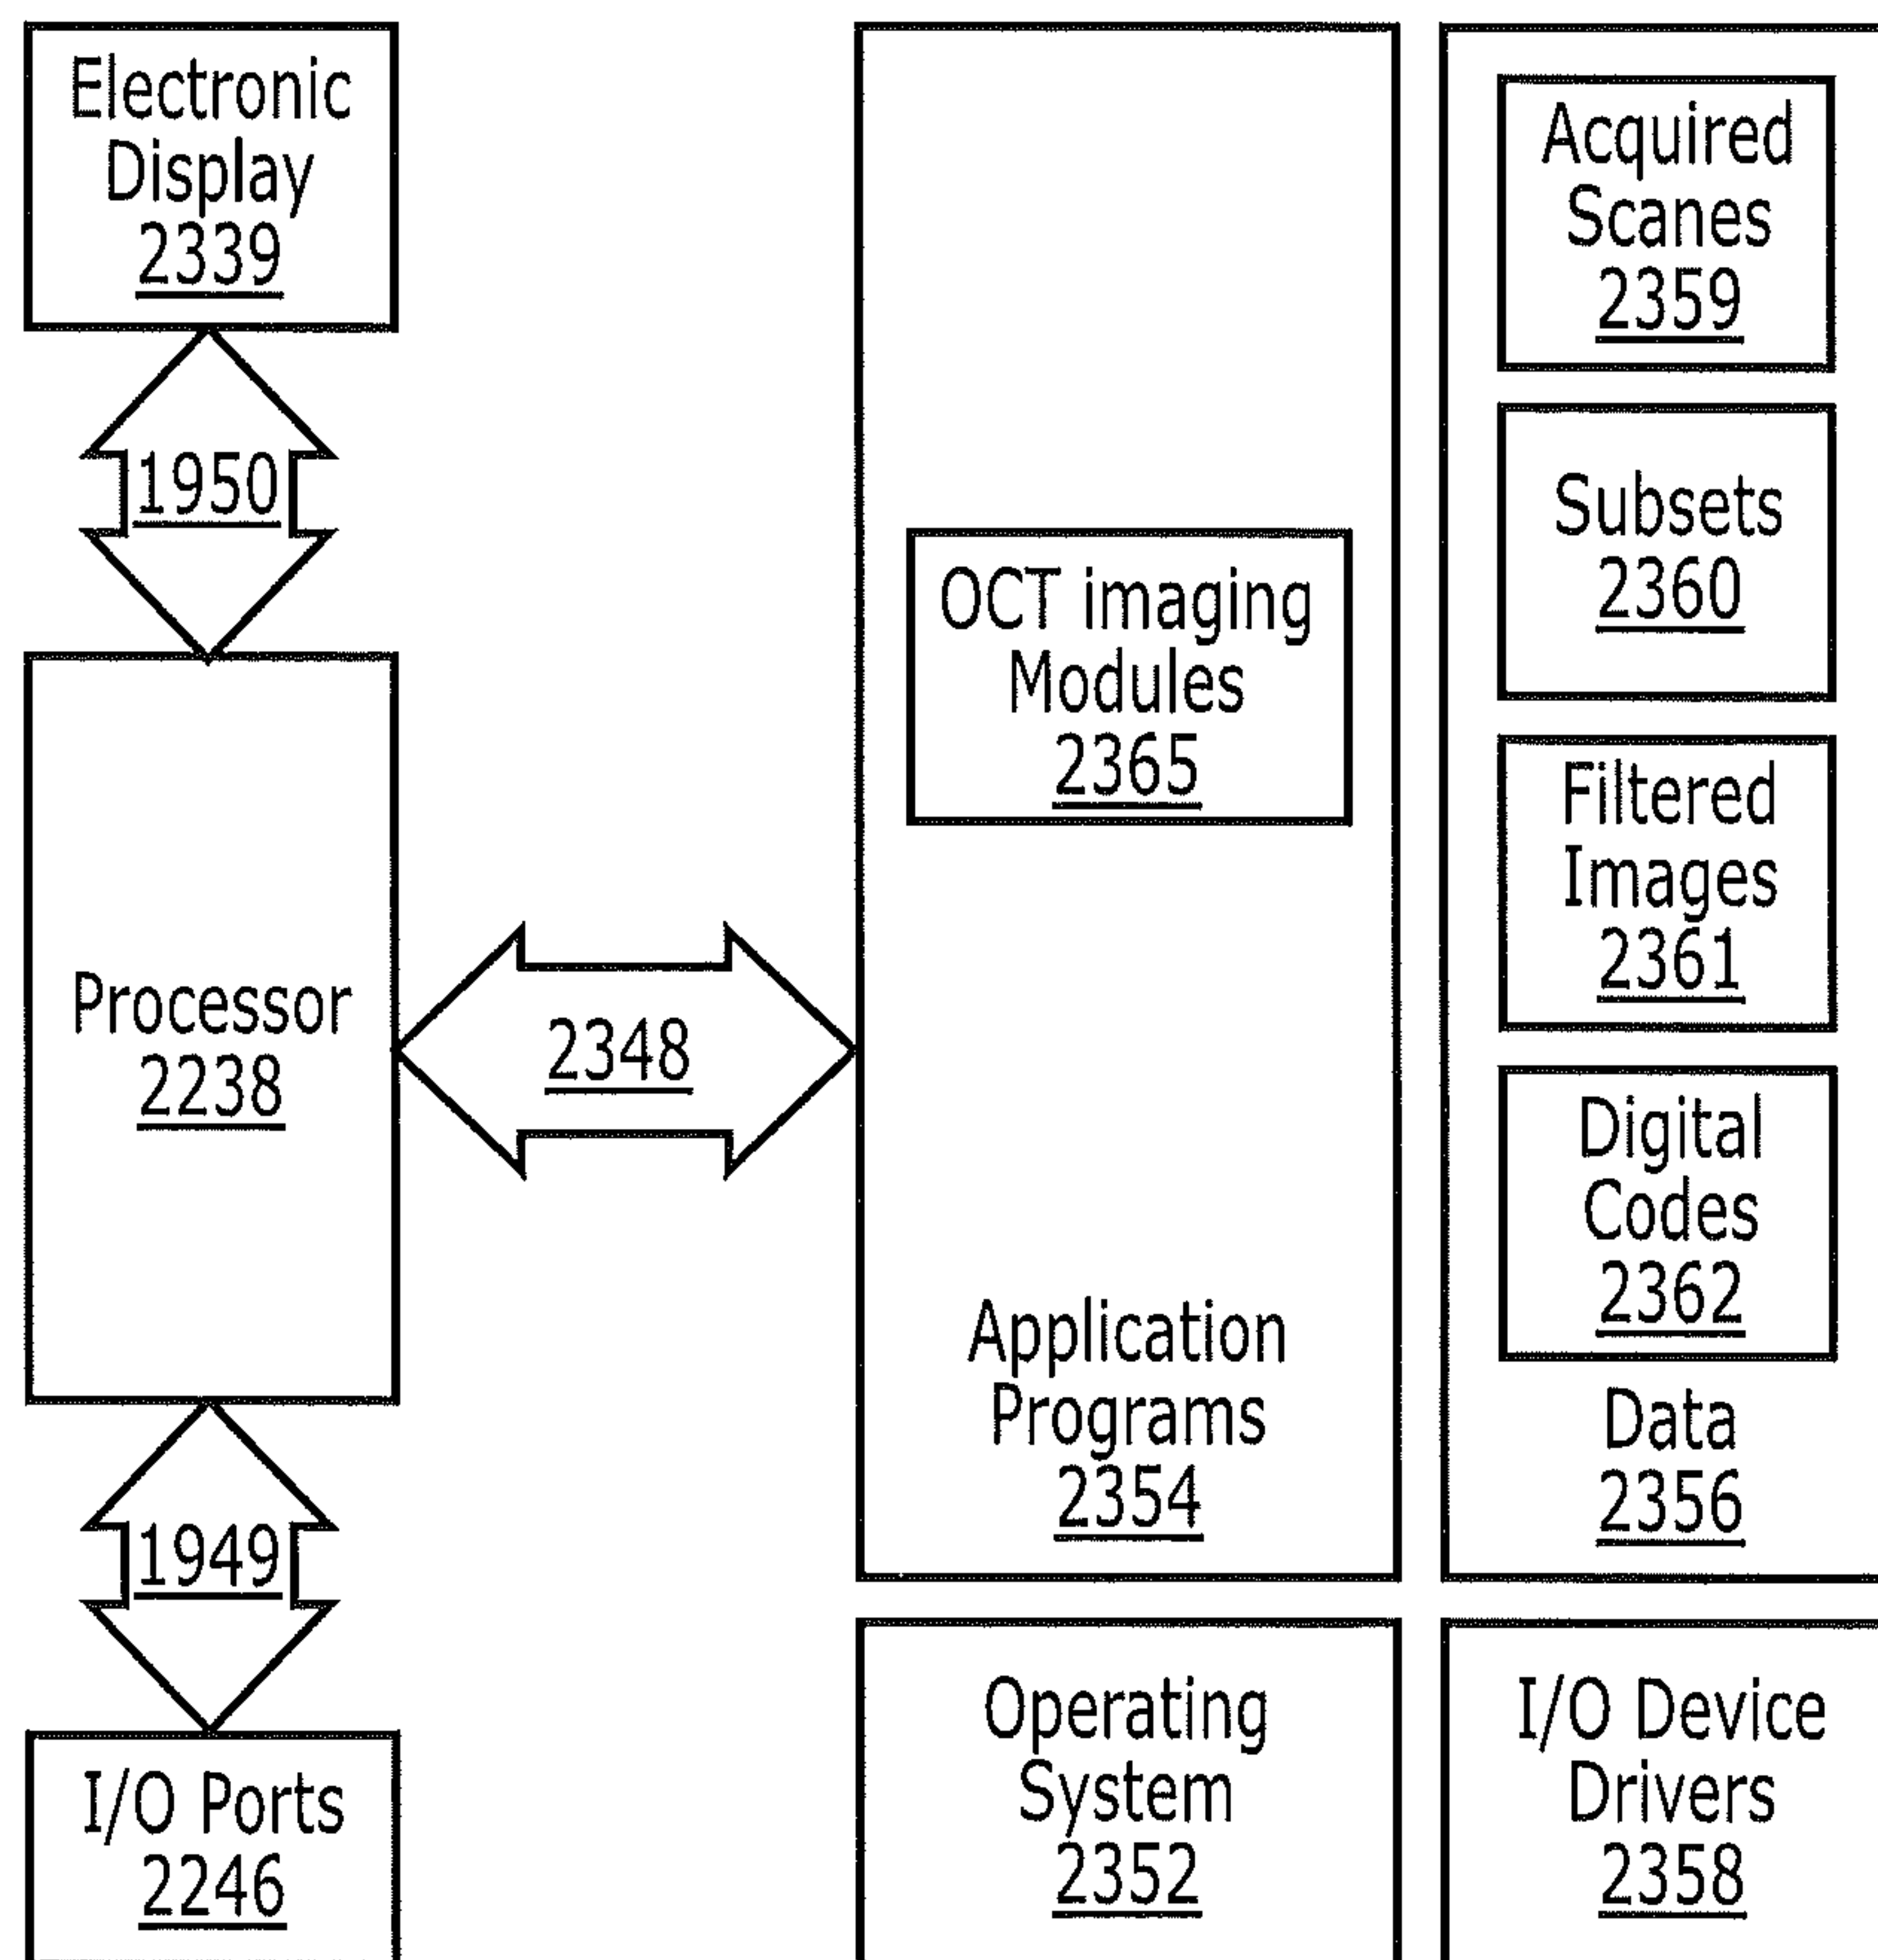 Electronic
Display
2339
1950
Processor
2238
1949
I/O Ports
2246
2348
OCT imaging
Modules
2365
Application
Programs
2354
Operating
System
2352
Acquired
Scanes
2359
Subsets
2360
Filtered
Images
2361
Digital
Codes
2362
Data
2356
I/O Device
Drivers
2358